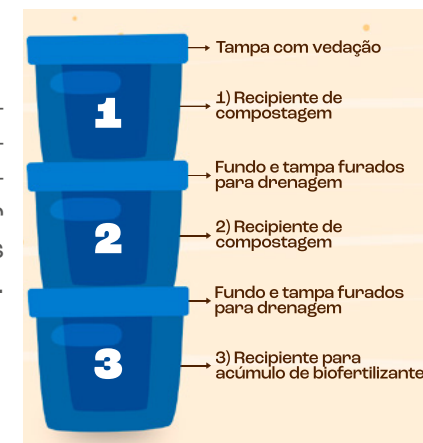 Tampa com vedação
1
1) Recipiente de
compostagem
Fundo e tampa furados
para drenagem
2
2) Recipiente de
compostagem
Fundo e tampa furados
para drenagem
3
3) Recipiente para
acúmulo de biofertilizante